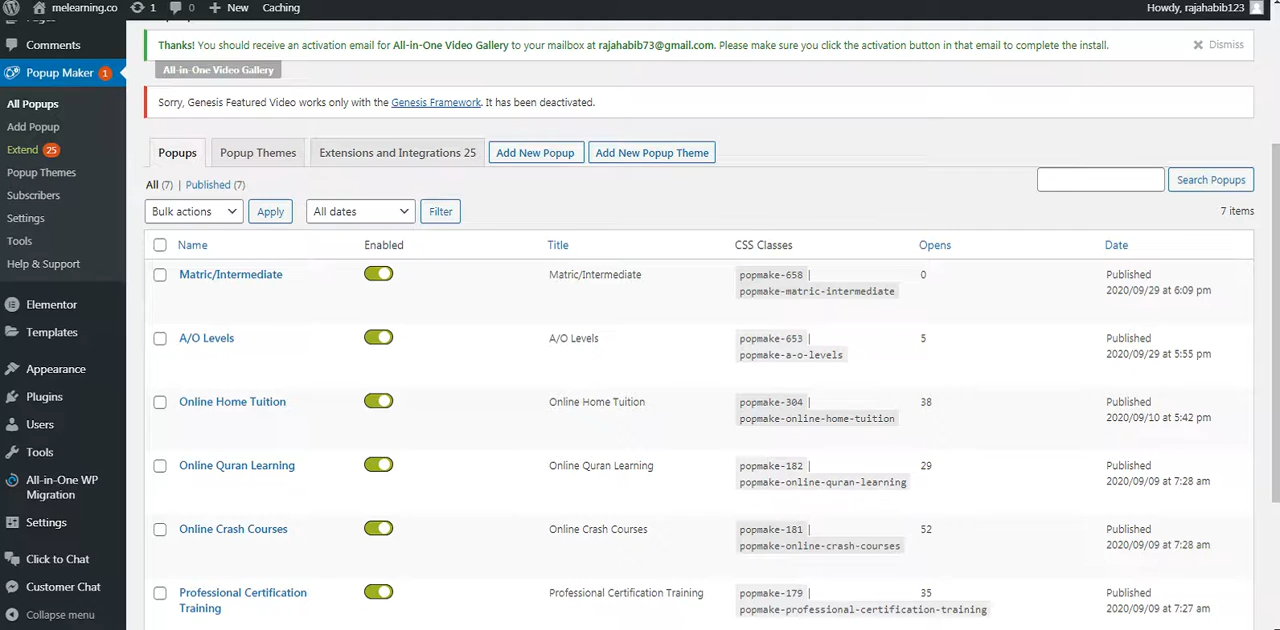 melearning.co
1
0
New
Caching
Howdy, rajahabib123
Comments
Popup Maker 1
All Popups
Add Popup
Extend 25
Popup Themes
Subscribers
Settings
Tools
Help & Support
Elementor
Templates
Appearance
Plugins
Users
Tools
All-in-One WP
Migration
Settings
Click to Chat
Customer Chat
Collapse menu
Thanks! You should receive an activation email for All-in-One Video Gallery to your mailbox at rajahabib73@gmail.com. Please make sure you click the activation button in that email to complete the install.
Dismiss
All-in-One Video Gallery
Sorry, Genesis Featured Video works only with the Genesis Framework. It has been deactivated.
Popups
Popup Themes
Extensions and Integrations 25
Add New Popup
Add New Popup Theme
All (7) | Published (7)
Search Popups
Bulk actions
Apply
All dates
Filter
7 items
Name
Enabled
Title
CSS Classes
Opens
Date
Matric/Intermediate
Matric/Intermediate
popmake-658 |
popmake-matric-intermediate
0
Published
2020/09/29 at 6:09 pm
A/O Levels
A/O Levels
popmake-653 |
popmake-a-o-levels
5
Published
2020/09/29 at 5:55 pm
Online Home Tuition
Online Home Tuition
popmake-304 |
popmake-online-home-tuition
38
Published
2020/09/10 at 5:42 pm
Online Quran Learning
Online Quran Learning
popmake-182 |
popmake-online-quran-learning
29
Published
2020/09/09 at 7:28 am
Online Crash Courses
Online Crash Courses
popmake-181 |
popmake-online-crash-courses
52
Published
2020/09/09 at 7:28 am
Professional Certification
Training
Professional Certification Training
popmake-179 |
popmake-professional-certification-training
35
Published
2020/09/09 at 7:27 am